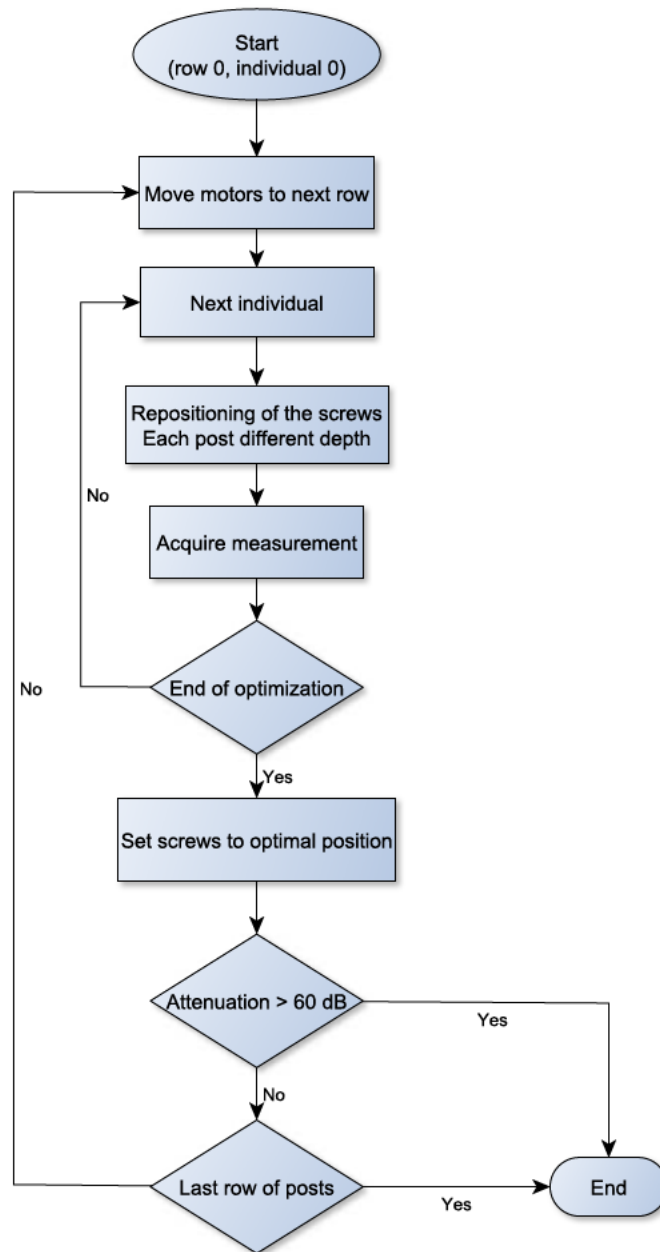 Start
(row 0, individual 0)
Move motors to next row
Next individual
Repositioning of the screws
Each post different depth
No
Acquire measurement
End of optimization
No
Yes
Set screws to optimal position
Attenuation > 60 dB
Yes
No
Last row of posts
Yes
End